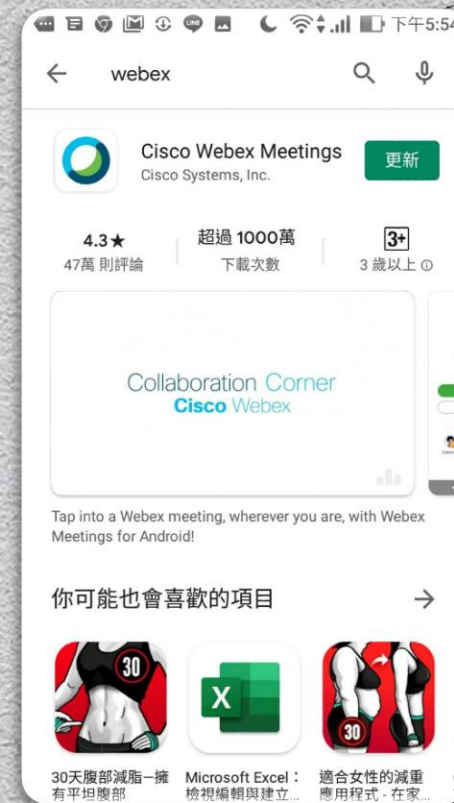 下午5:54
webex
Cisco Webex Meetings
Cisco Systems, Inc.
更新
4.3★
超過 1000萬
3+
47萬 則評論
下載次數
3 歲以上
Collaboration Corner
Cisco Webex
Tap into a Webex meeting, wherever you are, with Webex
Meetings for Android!
你可能也會喜歡的項目
30
X
30
30天腹部減脂—擁
有平坦腹部
Microsoft Excel：
檢視編輯與建立...
適合女性的減重
應用程式 - 在家...